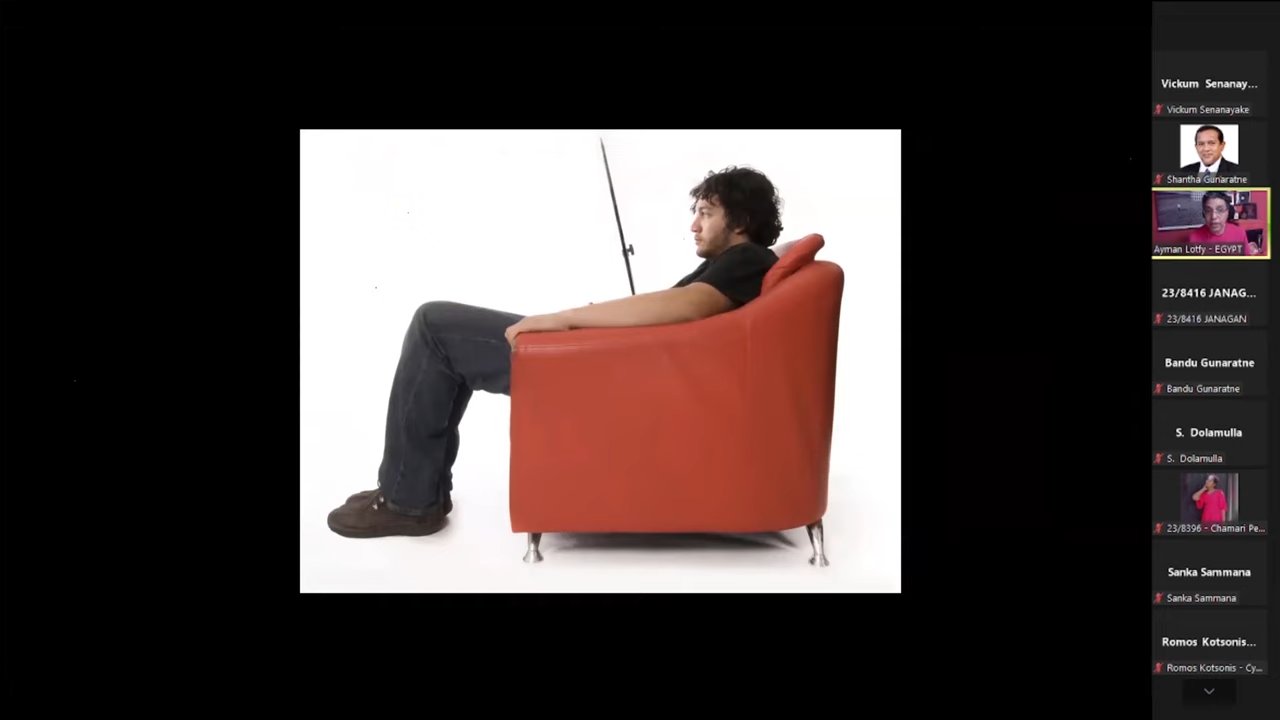 Vickum Senanay...
Vickum Senanayake
Shantha Gunaratne
Ayman Lotfy - EGYPT
23/8416 JANAG...
23/8416 JANAGAN
Bandu Gunaratne
Bandu Gunaratne
S. Dolamulla
S. Dolamulla
23/8396 - Chamari Pe...
Sanka Sammana
Sanka Sammana
Romos Kotsonis...
Romos Kotsonis - Cy...